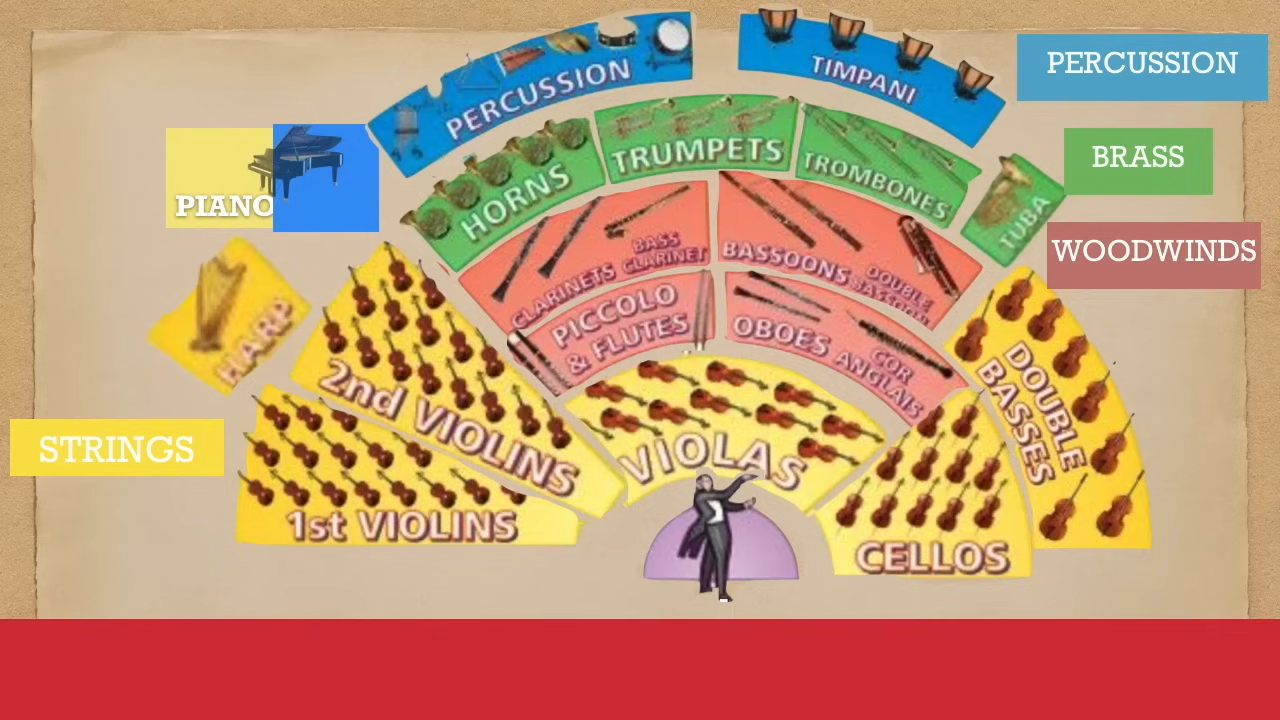 PERCUSSION
TIMPANI
PERCUSSION
HORNS
TRUMPETS
TROMBONES
TUBA
BRASS
PIANO
CLARINETS
BASS
CLARINET
BASSOONS
DOUBLE
BASSOON
WOODWINDS
HARP
PICCOLO
& FLUTES
OBOES
COR
ANGLAIS
2nd VIOLINS
VIOLAS
DOUBLE
BASSES
STRINGS
1st VIOLINS
CELLOS